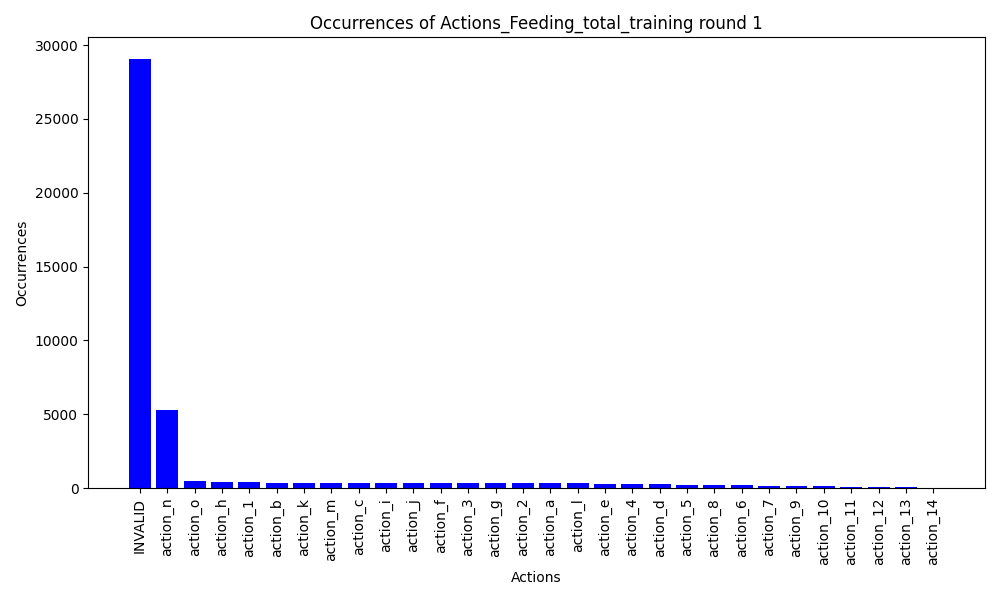 Occurrences of Actions_Feeding_total_training round 1
Occurrences
30000
25000
20000
15000
10000
5000
0
INVALID
action_n
action_o
action_h
action_1
action_b
action_k
action_m
action_c
action_i
action_j
action_f
action_3
action_g
action_2
action_a
action_l
action_e
action_4
action_d
action_5
action_8
action_6
action_7
action_9
action_10
action_11
action_12
action_13
action_14
Actions